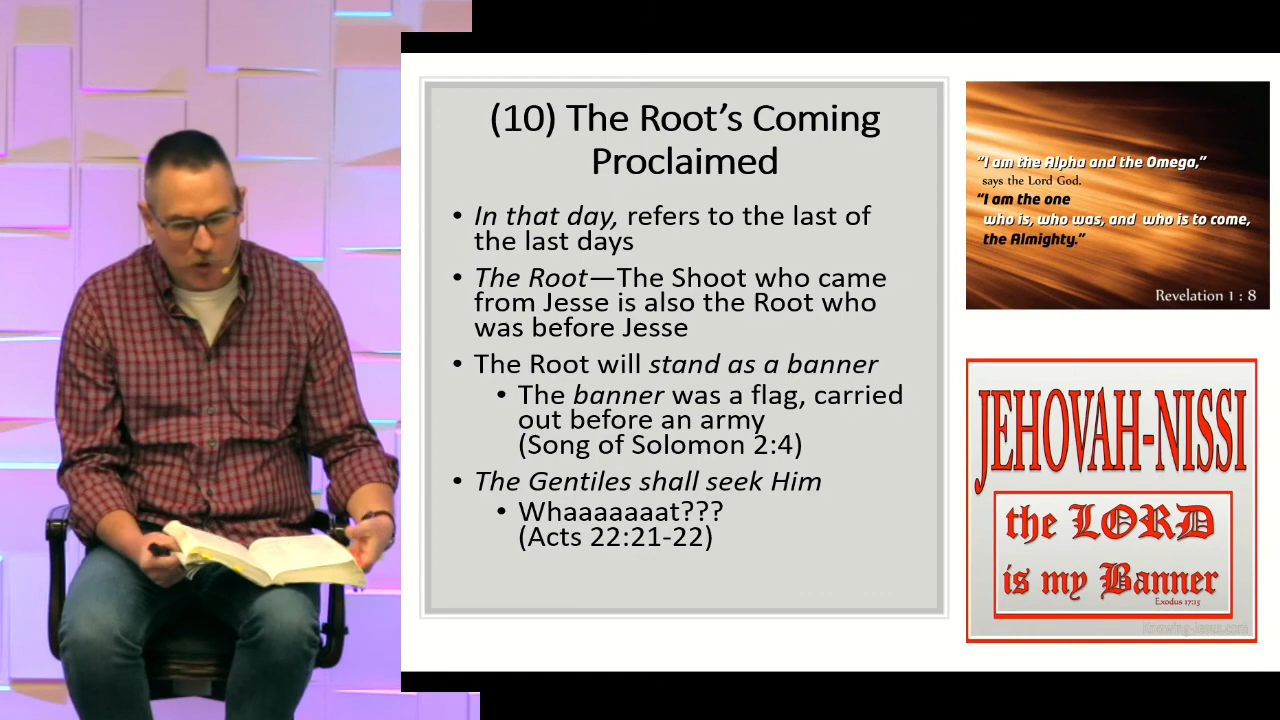 (10) The Root’s Coming
Proclaimed
• In that day, refers to the last of
the last days
• The Root—The Shoot who came
from Jesse is also the Root who
was before Jesse
• The Root will stand as a banner
• The banner was a flag, carried
out before an army
(Song of Solomon 2:4)
• The Gentiles shall seek Him
• Whaaaaaaat???
(Acts 22:21-22)
“I am the Alpha and the Omega,”
says the Lord God.
“I am the one
who is, who was, and who is to come,
the Almighty.”
Revelation 1 : 8
JEHOVAH-NISSI
the LORD
is my Banner
Exodus 17:15
Knowing-Jesus.com